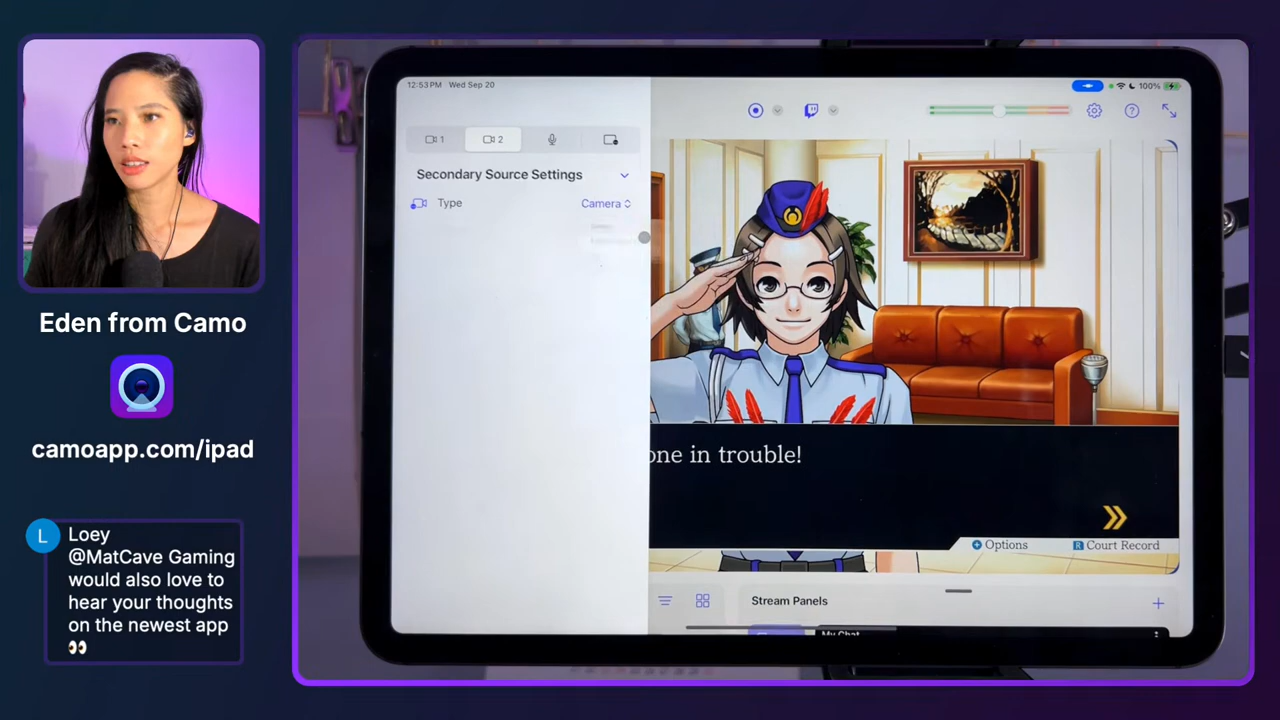 Eden from Camo
camoapp.com/ipad
L
Loey
@MatCave Gaming
would also love to
hear your thoughts
on the newest app
👀
12:53 PM Wed Sep 20
100%
1
2
Secondary Source Settings
Type
Camera
one in trouble!
Options
R Court Record
Stream Panels
My Chat